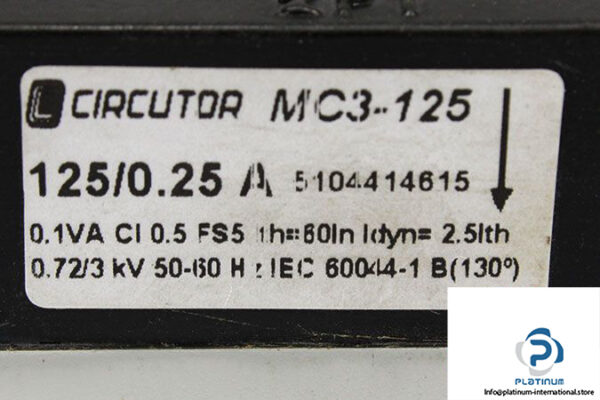 CIRCUTOR MC3-125
125/0.25 A 5104414615
0.1VA Cl 0.5 FS5 Ith=60In Idyn= 2.5Ith
0.72/3 kV 50-60 Hz IEC 60044-1 B(130º)
PLATINUM
Info@platinum-international.store